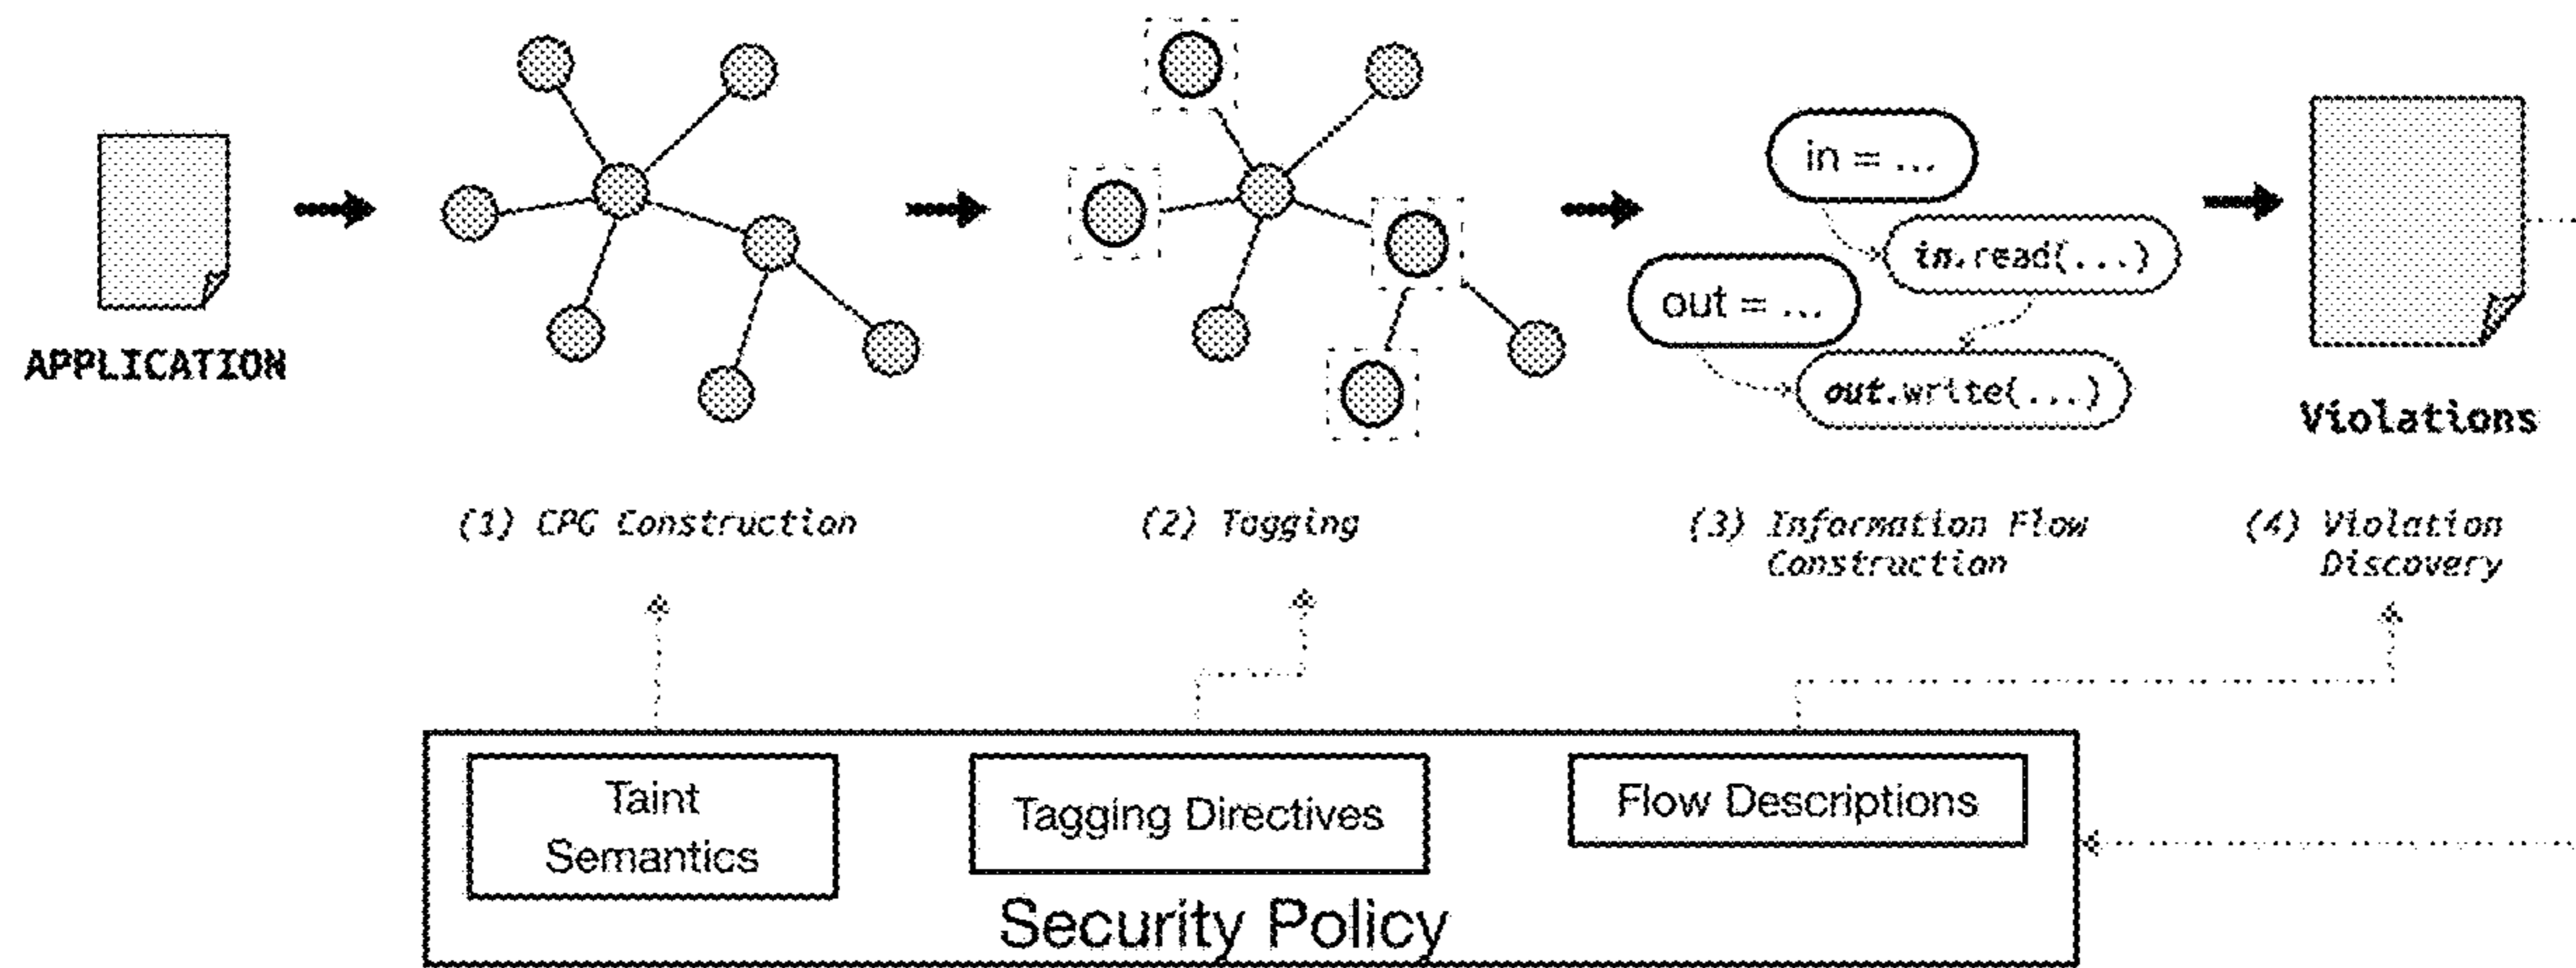 in = ...
in.read(...)
out = ...
out.write(...)
APPLICATION
Violations
(1) CPG Construction
(2) Tagging
(3) Information Flow
Construction
(4) Violation
Discovery
Taint
Semantics
Tagging Directives
Flow Descriptions
Security Policy